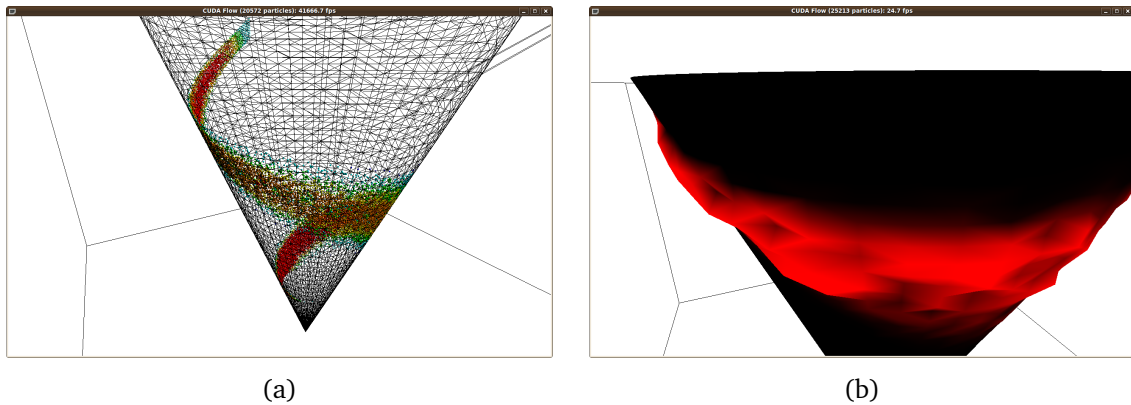 CUDA Flow (20572 particles): 41666.7 fps
CUDA Flow (25213 particles): 24.7 fps
(a)
(b)